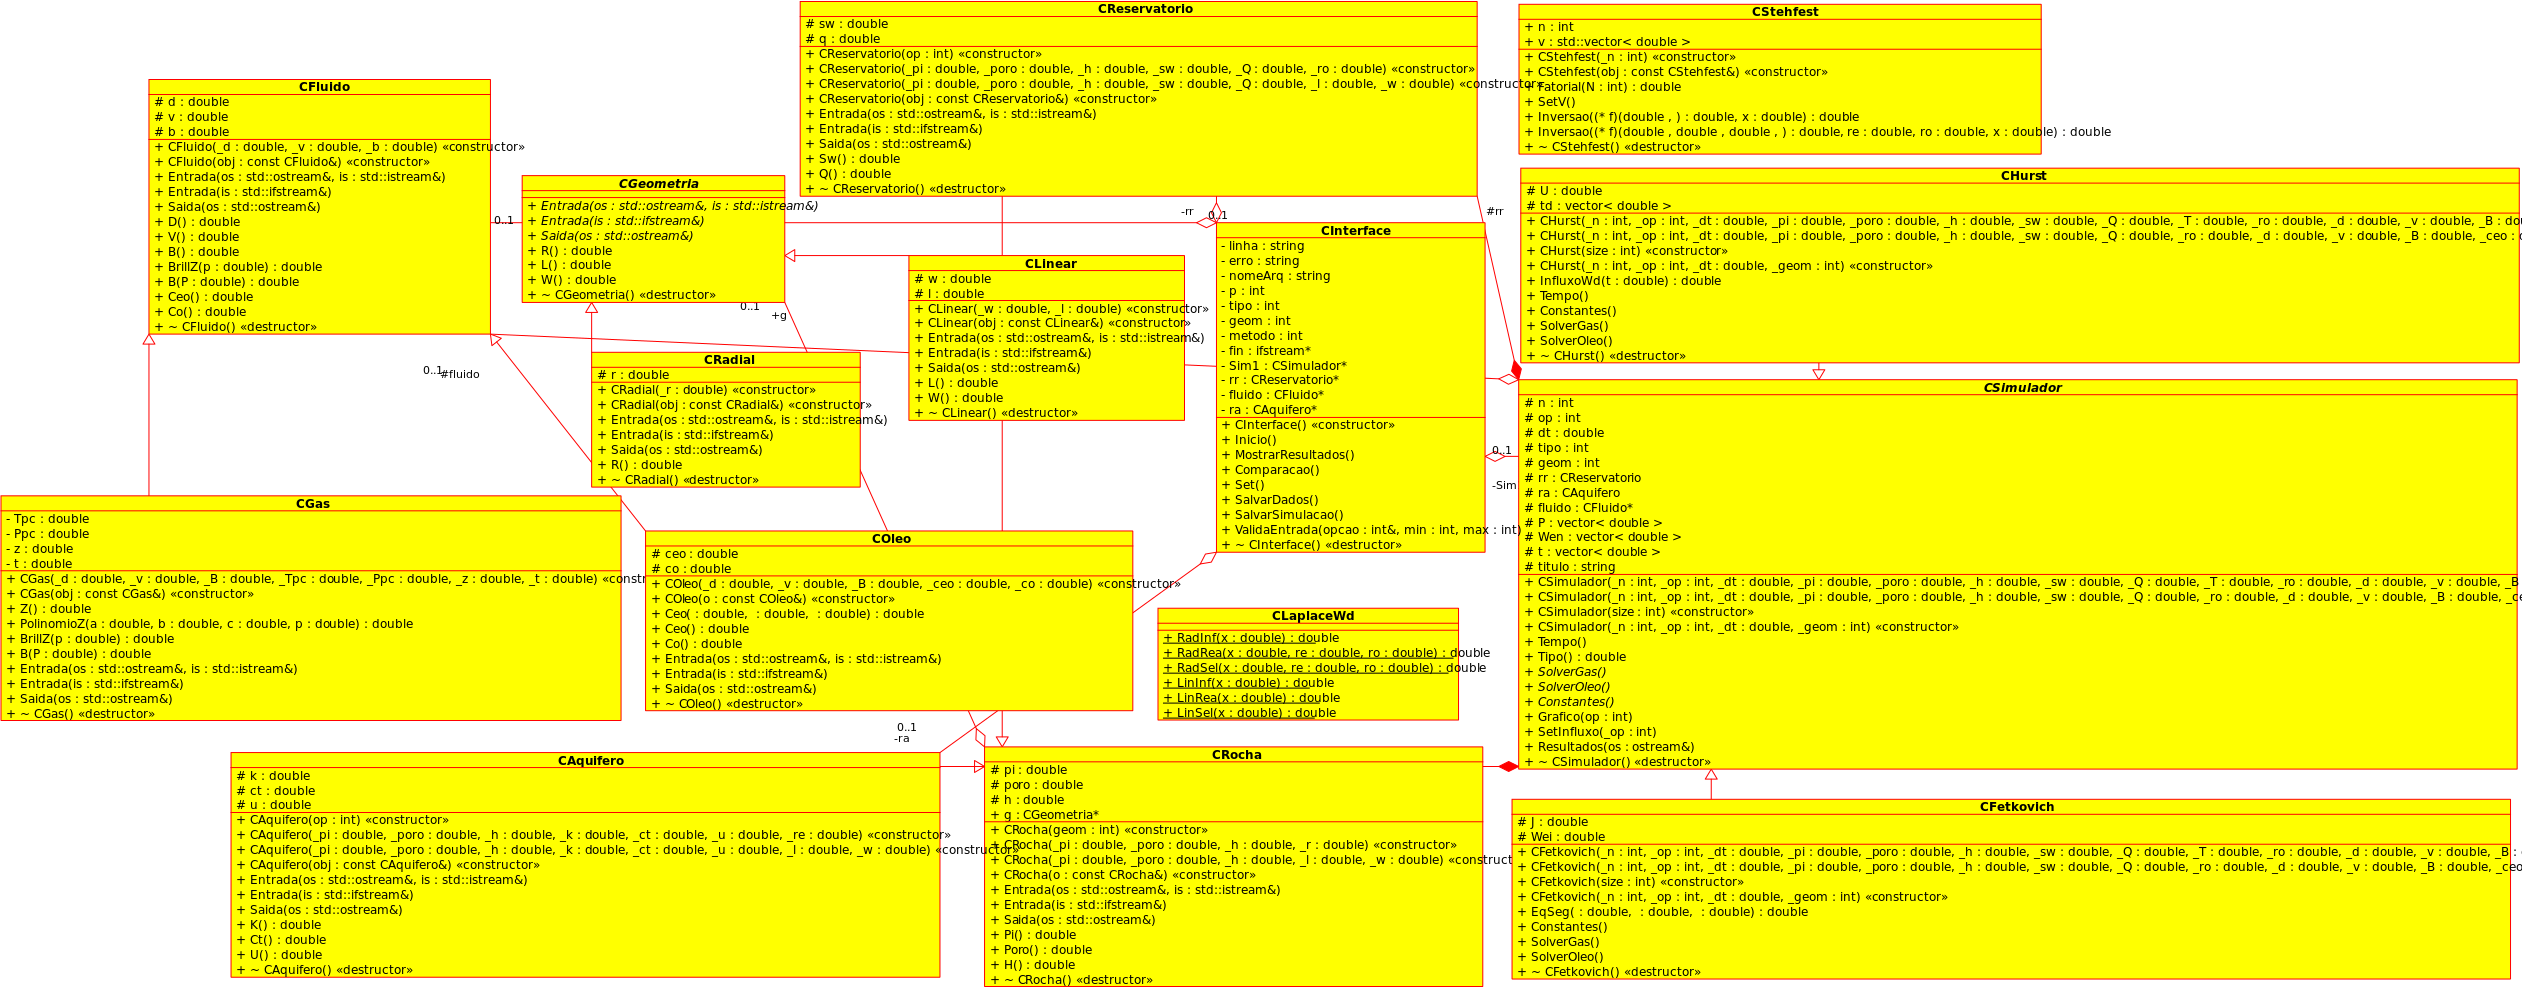 CReservatorio
# sw : double
# q : double
+ CReservatorio(op : int) «constructor»
+ CReservatorio(_pi : double, _poro : double, _h : double, _sw : double, _Q : double, _ro : double) «constructor»
+ CReservatorio(_pi : double, _poro : double, _h : double, _sw : double, _Q : double, _l : double, _w : double) «constructor»
+ CReservatorio(obj : const CReservatorio&) «constructor»
+ Entrada(os : std::ostream&, is : std::istream&)
+ Entrada(is : std::ifstream&)
+ Saida(os : std::ostream&)
+ Sw() : double
+ Q() : double
+ ~ CReservatorio() «destructor»
CStehfest
+ n : int
+ v : std::vector< double >
+ CStehfest(_n : int) «constructor»
+ CStehfest(obj : const CStehfest&) «constructor»
+ Fatorial(N : int) : double
+ SetV()
+ Inversao((* f)(double , ) : double, x : double) : double
+ Inversao((* f)(double , double , double , ) : double, re : double, ro : double, x : double) : double
+ ~ CStehfest() «destructor»
CFluido
# d : double
# v : double
# b : double
+ CFluido(_d : double, _v : double, _b : double) «constructor»
+ CFluido(obj : const CFluido&) «constructor»
+ Entrada(os : std::ostream&, is : std::istream&)
+ Entrada(is : std::ifstream&)
+ Saida(os : std::ostream&)
+ D() : double
+ V() : double
+ B() : double
+ BrillZ(p : double) : double
+ B(P : double) : double
+ Ceo() : double
+ Co() : double
+ ~ CFluido() «destructor»
0..1
CGeometria
+ Entrada(os : std::ostream&, is : std::istream&)
+ Entrada(is : std::ifstream&)
+ Saida(os : std::ostream&)
+ R() : double
+ L() : double
+ W() : double
+ ~ CGeometria() «destructor»
0..1
+g
-rr
0..1
#rr
CHurst
# U : double
# td : vector< double >
+ CHurst(_n : int, _op : int, _dt : double, _pi : double, _poro : double, _h : double, _sw : double, _Q : double, _T : double, _ro : double, _d : double, _v : double, _B : dou
+ CHurst(_n : int, _op : int, _dt : double, _pi : double, _poro : double, _h : double, _sw : double, _Q : double, _ro : double, _d : double, _v : double, _B : double, _ceo :
+ CHurst(size : int) «constructor»
+ CHurst(_n : int, _op : int, _dt : double, _geom : int) «constructor»
+ InfluxoWd(t : double) : double
+ Tempo()
+ Constantes()
+ SolverGas()
+ SolverOleo()
+ ~ CHurst() «destructor»
CInterface
- linha : string
- erro : string
- nomeArq : string
- p : int
- tipo : int
- geom : int
- metodo : int
- fin : ifstream*
- Sim1 : CSimulador*
- rr : CReservatorio*
- fluido : CFluido*
- ra : CAquifero*
+ CInterface() «constructor»
+ Inicio()
+ MostrarResultados()
+ Comparacao()
+ Set()
+ SalvarDados()
+ SalvarSimulacao()
+ ValidaEntrada(opcao : int&, min : int, max : int)
+ ~ CInterface() «destructor»
CLinear
# w : double
# l : double
+ CLinear(_w : double, _l : double) «constructor»
+ CLinear(obj : const CLinear&) «constructor»
+ Entrada(os : std::ostream&, is : std::istream&)
+ Entrada(is : std::ifstream&)
+ Saida(os : std::ostream&)
+ L() : double
+ W() : double
+ ~ CLinear() «destructor»
0..1
#fluido
CRadial
# r : double
+ CRadial(_r : double) «constructor»
+ CRadial(obj : const CRadial&) «constructor»
+ Entrada(os : std::ostream&, is : std::istream&)
+ Entrada(is : std::ifstream&)
+ Saida(os : std::ostream&)
+ R() : double
+ ~ CRadial() «destructor»
0..1
-Sim
CSimulador
# n : int
# op : int
# dt : double
# tipo : int
# geom : int
# rr : CReservatorio
# ra : CAquifero
# fluido : CFluido*
# P : vector< double >
# Wen : vector< double >
# t : vector< double >
# titulo : string
+ CSimulador(_n : int, _op : int, _dt : double, _pi : double, _poro : double, _h : double, _sw : double, _Q : double, _T : double, _ro : double, _d : double, _v : double, _B
+ CSimulador(_n : int, _op : int, _dt : double, _pi : double, _poro : double, _h : double, _sw : double, _Q : double, _ro : double, _d : double, _v : double, _B : double, _ce
+ CSimulador(size : int) «constructor»
+ CSimulador(_n : int, _op : int, _dt : double, _geom : int) «constructor»
+ Tempo()
+ Tipo() : double
+ SolverGas()
+ SolverOleo()
+ Constantes()
+ Grafico(op : int)
+ SetInfluxo(_op : int)
+ Resultados(os : ostream&)
+ ~ CSimulador() «destructor»
CGas
- Tpc : double
- Ppc : double
- z : double
- t : double
+ CGas(_d : double, _v : double, _B : double, _Tpc : double, _Ppc : double, _z : double, _t : double) «constr
+ CGas(obj : const CGas&) «constructor»
+ Z() : double
+ PolinomioZ(a : double, b : double, c : double, p : double) : double
+ BrillZ(p : double) : double
+ B(P : double) : double
+ Entrada(os : std::ostream&, is : std::istream&)
+ Entrada(is : std::ifstream&)
+ Saida(os : std::ostream&)
+ ~ CGas() «destructor»
COleo
# ceo : double
# co : double
+ COleo(_d : double, _v : double, _B : double, _ceo : double, _co : double) «constructor»
+ COleo(o : const COleo&) «constructor»
+ Ceo( : double,  : double,  : double) : double
+ Ceo() : double
+ Co() : double
+ Entrada(os : std::ostream&, is : std::istream&)
+ Entrada(is : std::ifstream&)
+ Saida(os : std::ostream&)
+ ~ COleo() «destructor»
CLaplaceWd
+ RadInf(x : double) : double
+ RadRea(x : double, re : double, ro : double) : double
+ RadSel(x : double, re : double, ro : double) : double
+ LinInf(x : double) : double
+ LinRea(x : double) : double
+ LinSel(x : double) : double
0..1
-ra
CAquifero
# k : double
# ct : double
# u : double
+ CAquifero(op : int) «constructor»
+ CAquifero(_pi : double, _poro : double, _h : double, _k : double, _ct : double, _u : double, _re : double) «constructor»
+ CAquifero(_pi : double, _poro : double, _h : double, _k : double, _ct : double, _u : double, _l : double, _w : double) «constructor»
+ CAquifero(obj : const CAquifero&) «constructor»
+ Entrada(os : std::ostream&, is : std::istream&)
+ Entrada(is : std::ifstream&)
+ Saida(os : std::ostream&)
+ K() : double
+ Ct() : double
+ U() : double
+ ~ CAquifero() «destructor»
CRocha
# pi : double
# poro : double
# h : double
+ g : CGeometria*
+ CRocha(geom : int) «constructor»
+ CRocha(_pi : double, _poro : double, _h : double, _r : double) «constructor»
+ CRocha(_pi : double, _poro : double, _h : double, _l : double, _w : double) «construct
+ CRocha(o : const CRocha&) «constructor»
+ Entrada(os : std::ostream&, is : std::istream&)
+ Entrada(is : std::ifstream&)
+ Saida(os : std::ostream&)
+ Pi() : double
+ Poro() : double
+ H() : double
+ ~ CRocha() «destructor»
CFetkovich
# J : double
# Wei : double
+ CFetkovich(_n : int, _op : int, _dt : double, _pi : double, _poro : double, _h : double, _sw : double, _Q : double, _T : double, _ro : double, _d : double, _v : double, _B :
+ CFetkovich(_n : int, _op : int, _dt : double, _pi : double, _poro : double, _h : double, _sw : double, _Q : double, _ro : double, _d : double, _v : double, _B : double, _ceo
+ CFetkovich(size : int) «constructor»
+ CFetkovich(_n : int, _op : int, _dt : double, _geom : int) «constructor»
+ EqSeg( : double,  : double,  : double) : double
+ Constantes()
+ SolverGas()
+ SolverOleo()
+ ~ CFetkovich() «destructor»